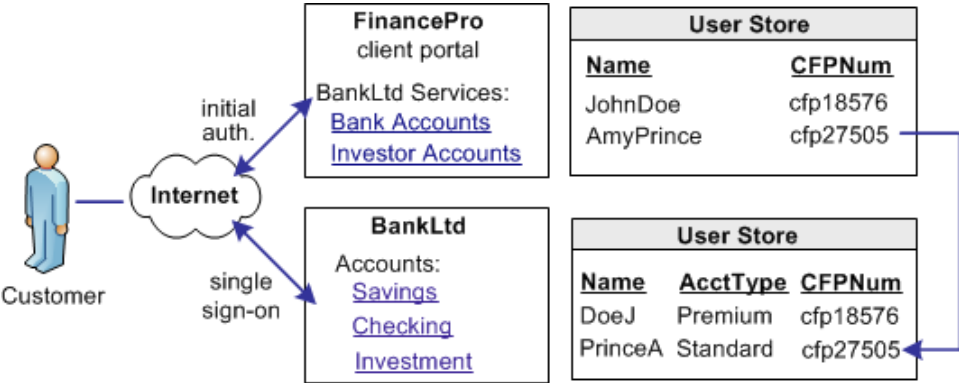 FinancePro
client portal
BankLtd Services:
Bank Accounts
Investor Accounts
User Store
Name CFPNum
JohnDoe cfp18576
AmyPrince cfp27505
initial
auth.
Internet
Customer
single
sign-on
BankLtd
Accounts:
Savings
Checking
Investment
User Store
Name AcctType CFPNum
DoeJ Premium cfp18576
PrinceA Standard cfp27505